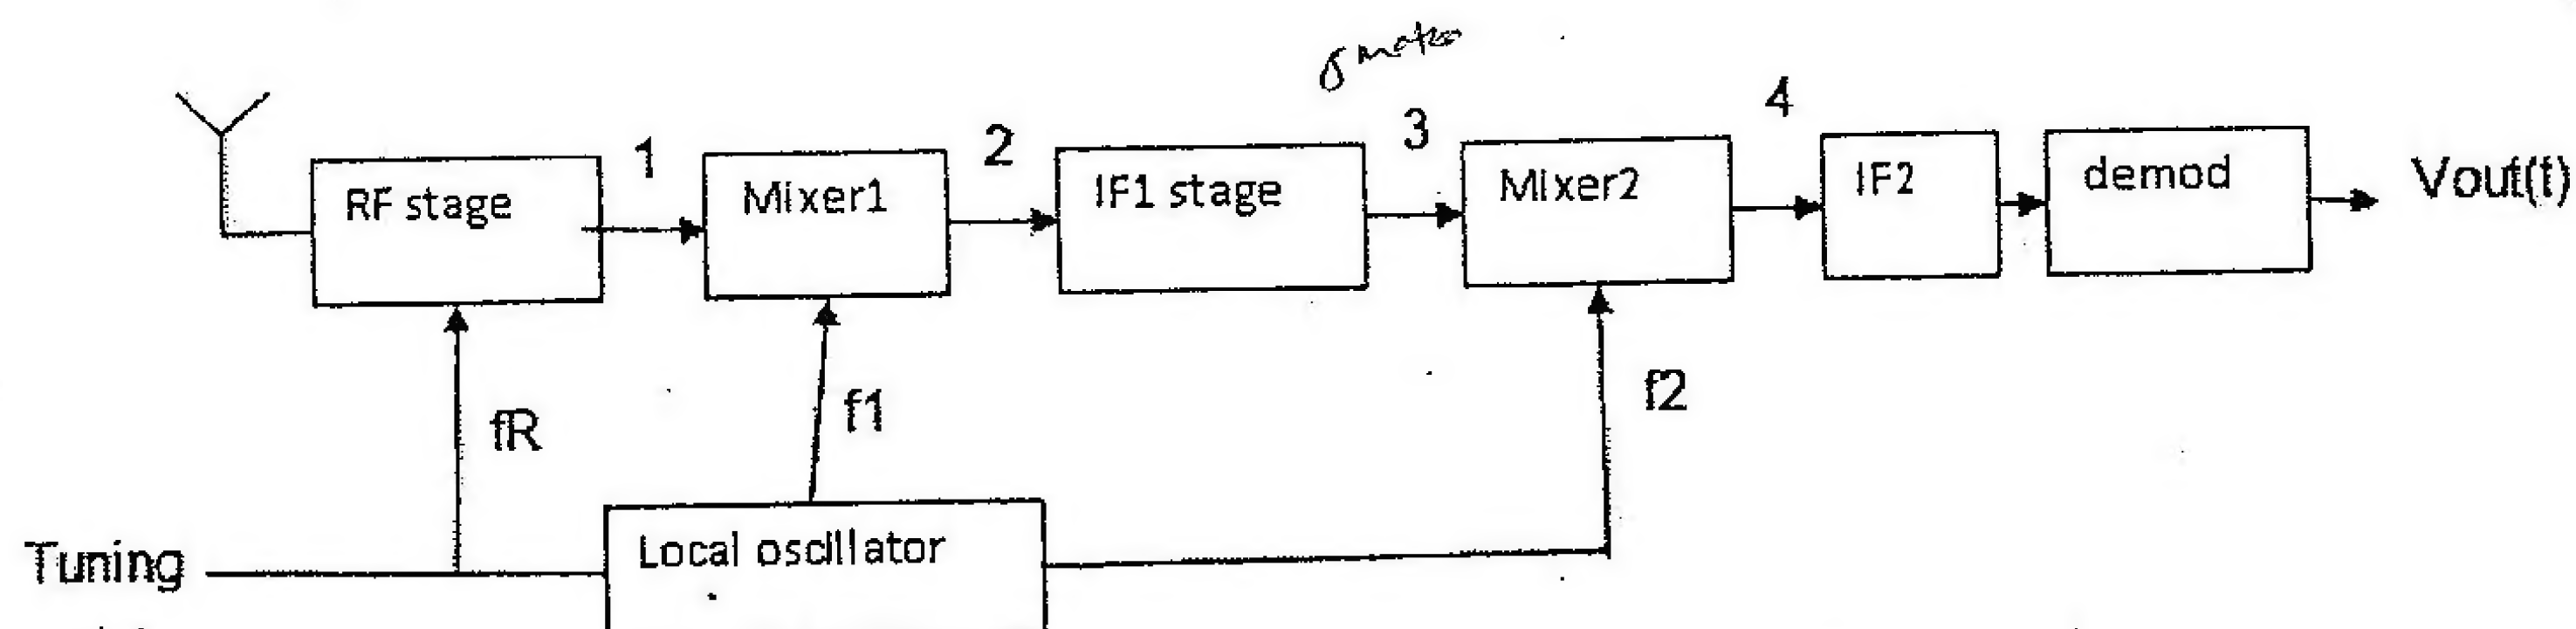 1
2
3
4
RF stage
Mixer1
IF1 stage
Mixer2
IF2
demod
Vout(t)
fR
f1
f2
Tuning
Local oscillator